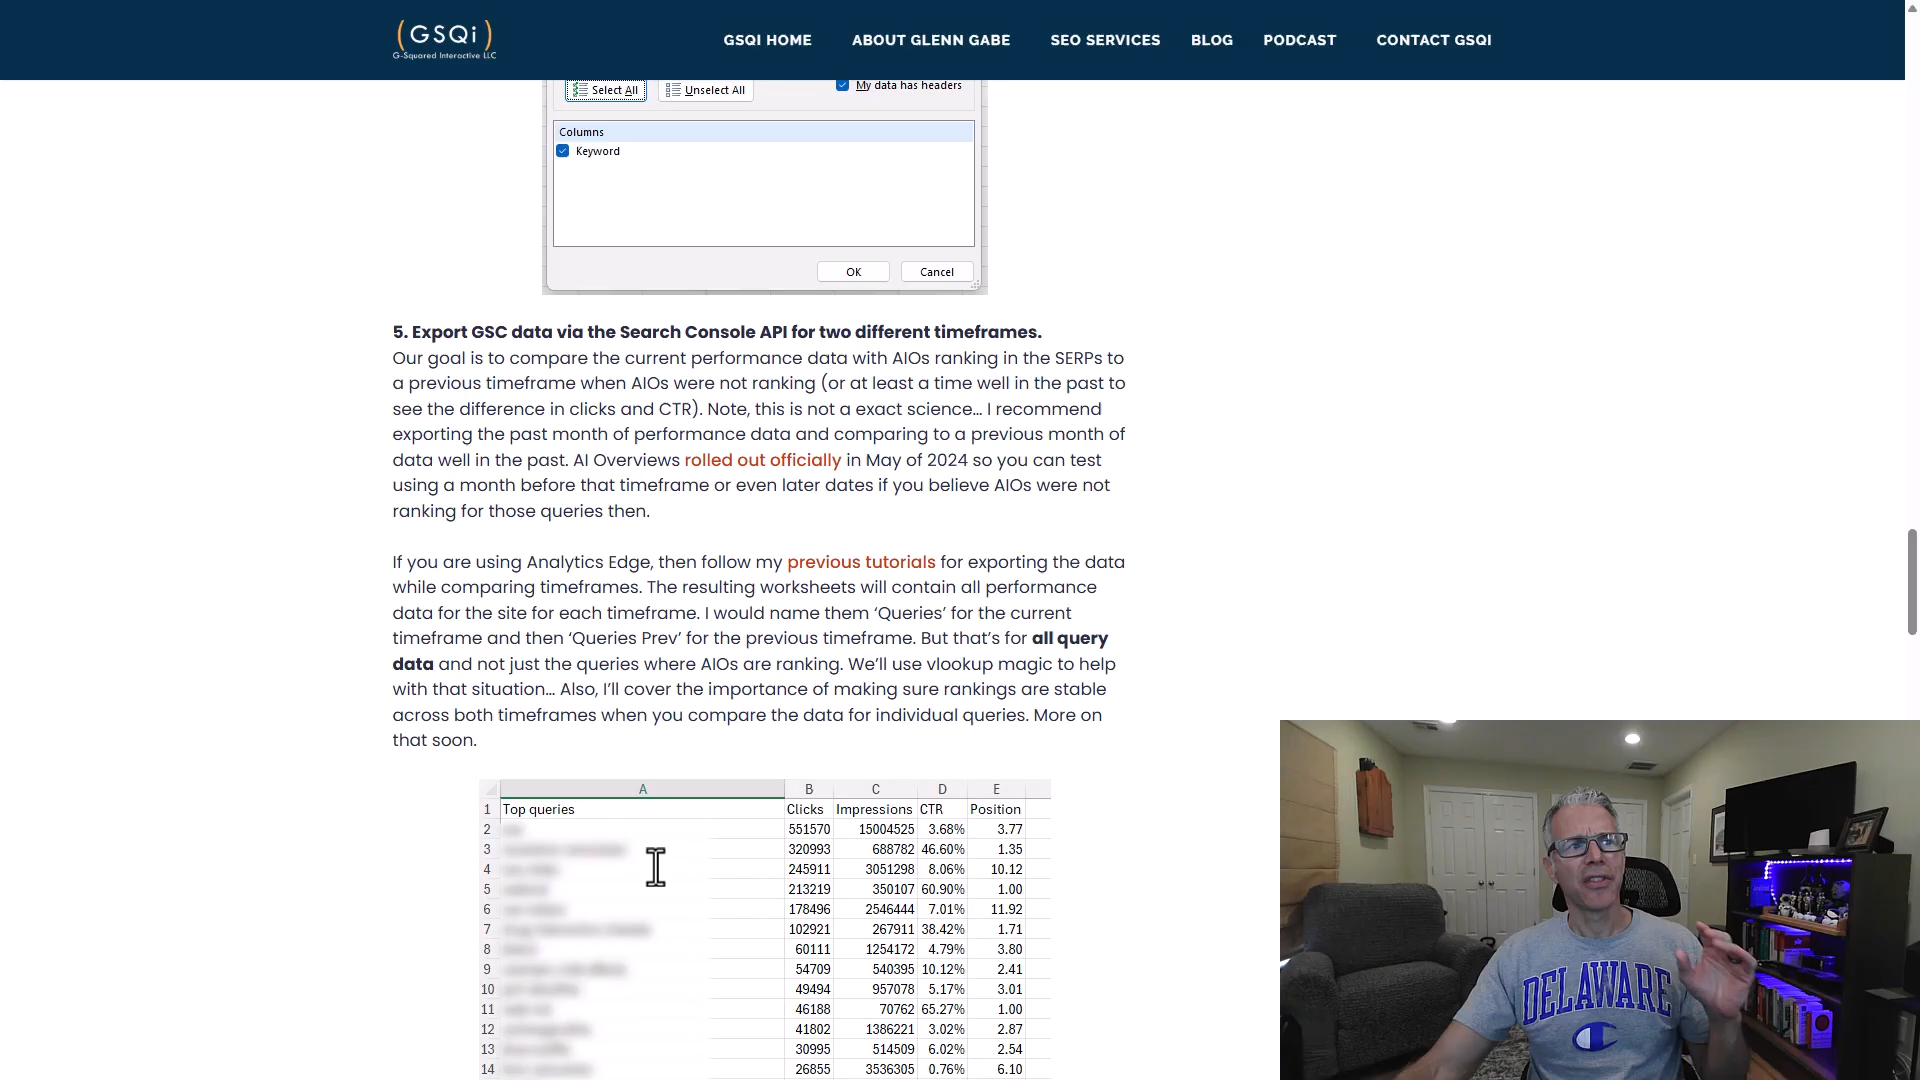 (GSQi)
G-Squared Interactive LLC
GSQI HOME
ABOUT GLENN GABE
SEO SERVICES
BLOG
PODCAST
CONTACT GSQI
Select All
Unselect All
My data has headers
Columns
Keyword
OK
Cancel
5. Export GSC data via the Search Console API for two different timeframes.
Our goal is to compare the current performance data with AIOs ranking in the SERPs to
a previous timeframe when AIOs were not ranking (or at least a time well in the past to
see the difference in clicks and CTR). Note, this is not a exact science… I recommend
exporting the past month of performance data and comparing to a previous month of
data well in the past. AI Overviews rolled out officially in May of 2024 so you can test
using a month before that timeframe or even later dates if you believe AIOs were not
ranking for those queries then.
If you are using Analytics Edge, then follow my previous tutorials for exporting the data
while comparing timeframes. The resulting worksheets will contain all performance
data for the site for each timeframe. I would name them ‘Queries’ for the current
timeframe and then ‘Queries Prev’ for the previous timeframe. But that’s for all query
data and not just the queries where AIOs are ranking. We’ll use vlookup magic to help
with that situation… Also, I’ll cover the importance of making sure rankings are stable
across both timeframes when you compare the data for individual queries. More on
that soon.
A B C D E
1 Top queries Clicks Impressions CTR Position
2 551570 15004525 3.68% 3.77
3 320993 688782 46.60% 1.35
4 245911 3051298 8.06% 10.12
5 213219 350107 60.90% 1.00
6 178496 2546444 7.01% 11.92
7 102921 267911 38.42% 1.71
8 60111 1254172 4.79% 3.80
9 54709 540395 10.12% 2.41
10 49494 957078 5.17% 3.01
11 46188 70762 65.27% 1.00
12 41802 1386221 3.02% 2.87
13 30995 514509 6.02% 2.54
14 26855 3536305 0.76% 6.10
DELAWARE